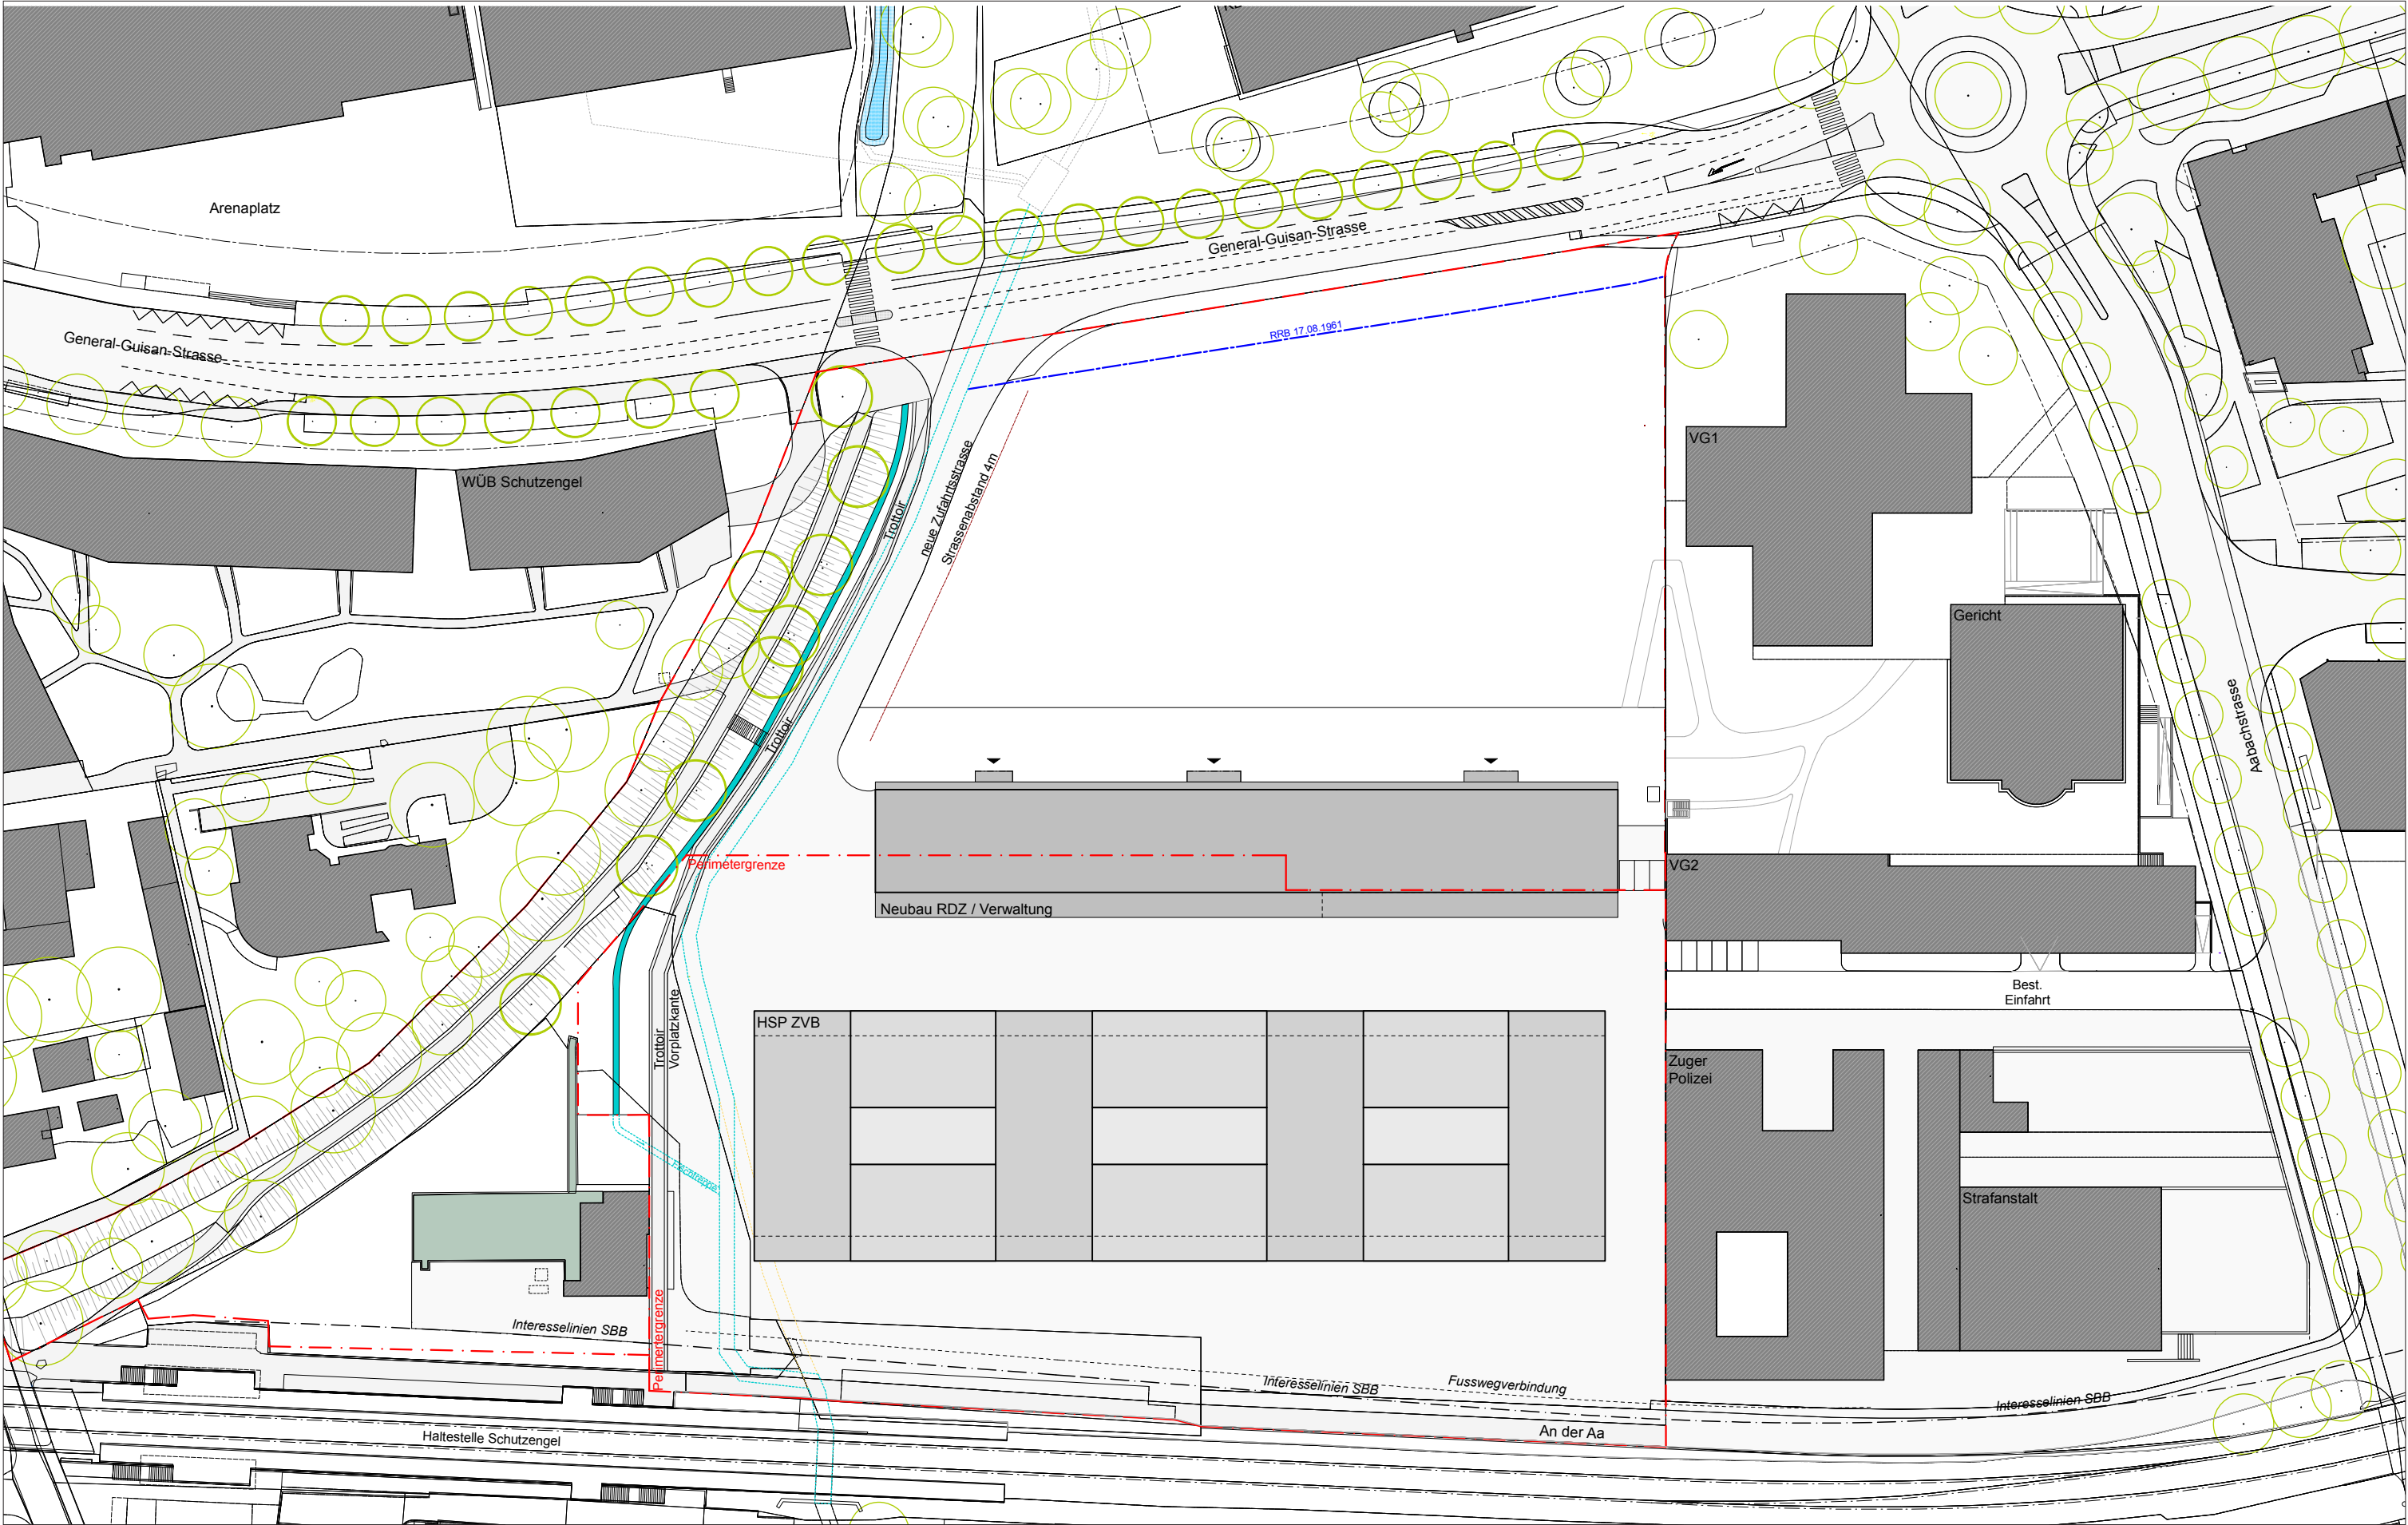 Arenaplatz
General-Guisan-Strasse
General-Guisan-Strasse
RRB 17.08.1961
WÜB Schutzengel
VG1
Trottoir
neue Zufahrtsstrasse
Strassenabstand 4m
Gericht
Aabachstrasse
Trottoir
Perimetergrenze
VG2
Neubau RDZ / Verwaltung
Best.
Einfahrt
Trottoir
Vorplatzkante
HSP ZVB
Zuger
Polizei
Strafanstalt
Perimetergrenze
Interesselinien SBB
Interesselinien SBB
Fusswegverbindung
Interesselinien SBB
An der Aa
Haltestelle Schutzengel